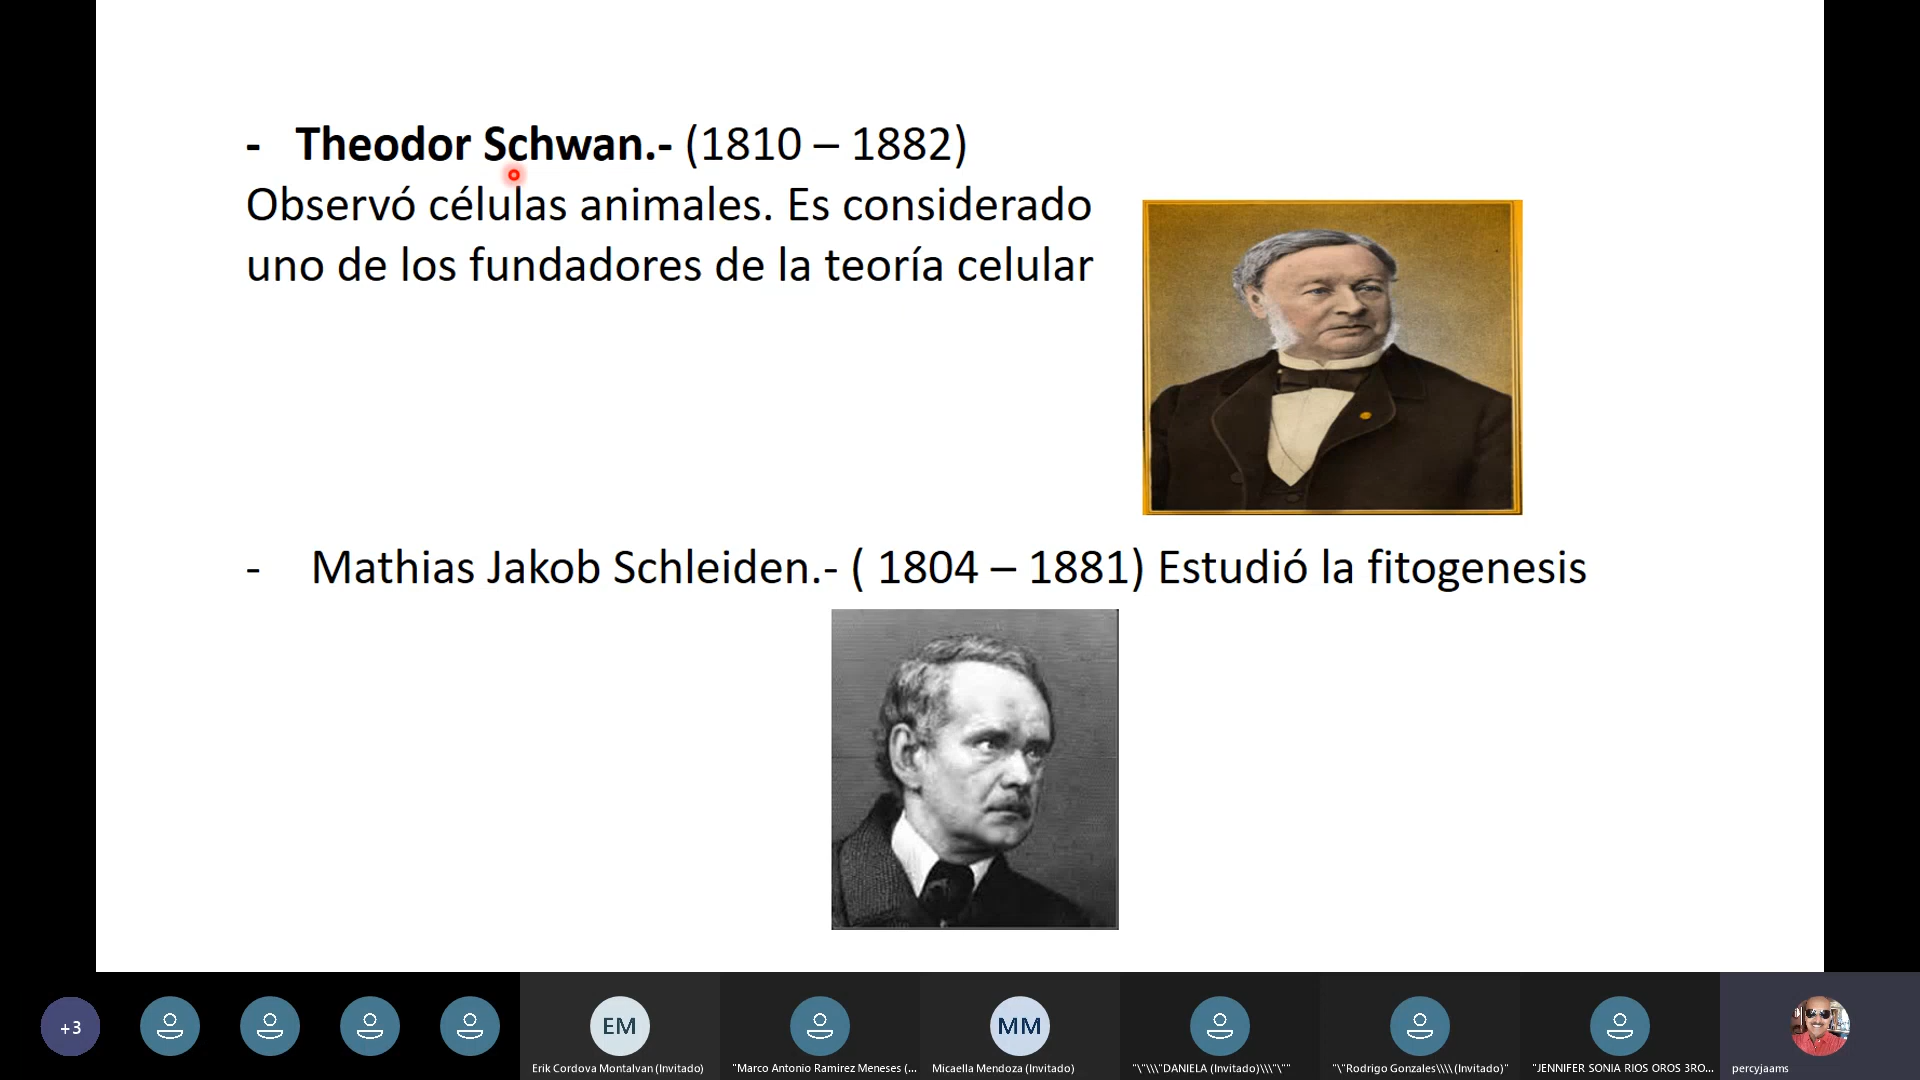 - Theodor Schwan.- (1810 – 1882)
Observó células animales. Es considerado
uno de los fundadores de la teoría celular
- Mathias Jakob Schleiden.- ( 1804 – 1881) Estudió la fitogenesis
+3
EM
MM
Erik Cordova Montalvan (Invitado)
"Marco Antonio Ramirez Meneses (...
Micaella Mendoza (Invitado)
"\"\\\"DANIELA (Invitado)\\\"\""
"\"Rodrigo Gonzales\\\\ (Invitado)"
"JENNIFER SONIA RIOS OROS 3RO...
percyjaams